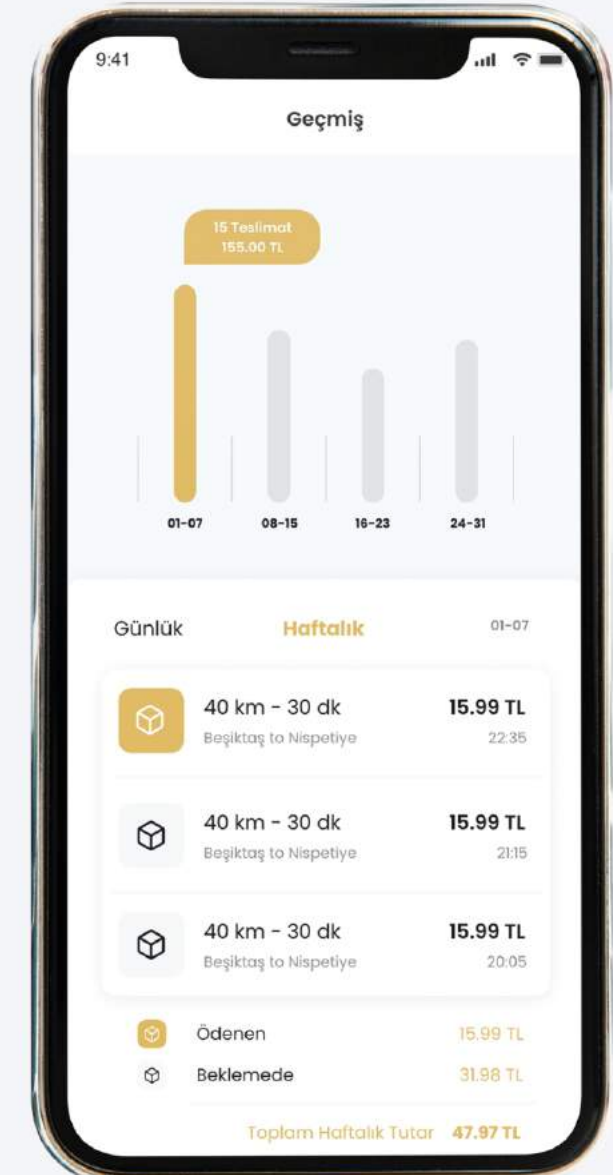 9:41
Geçmiş
15 Teslimat
155.00 TL
01-07 08-15 16-23 24-31
Günlük Haftalık 01-07
40 km - 30 dk 15.99 TL
Beşiktaş to Nispetiye 22:35
40 km - 30 dk 15.99 TL
Beşiktaş to Nispetiye 21:15
40 km - 30 dk 15.99 TL
Beşiktaş to Nispetiye 20:05
Ödenen 15.99 TL
Beklemede 31.98 TL
Toplam Haftalık Tutar 47.97 TL